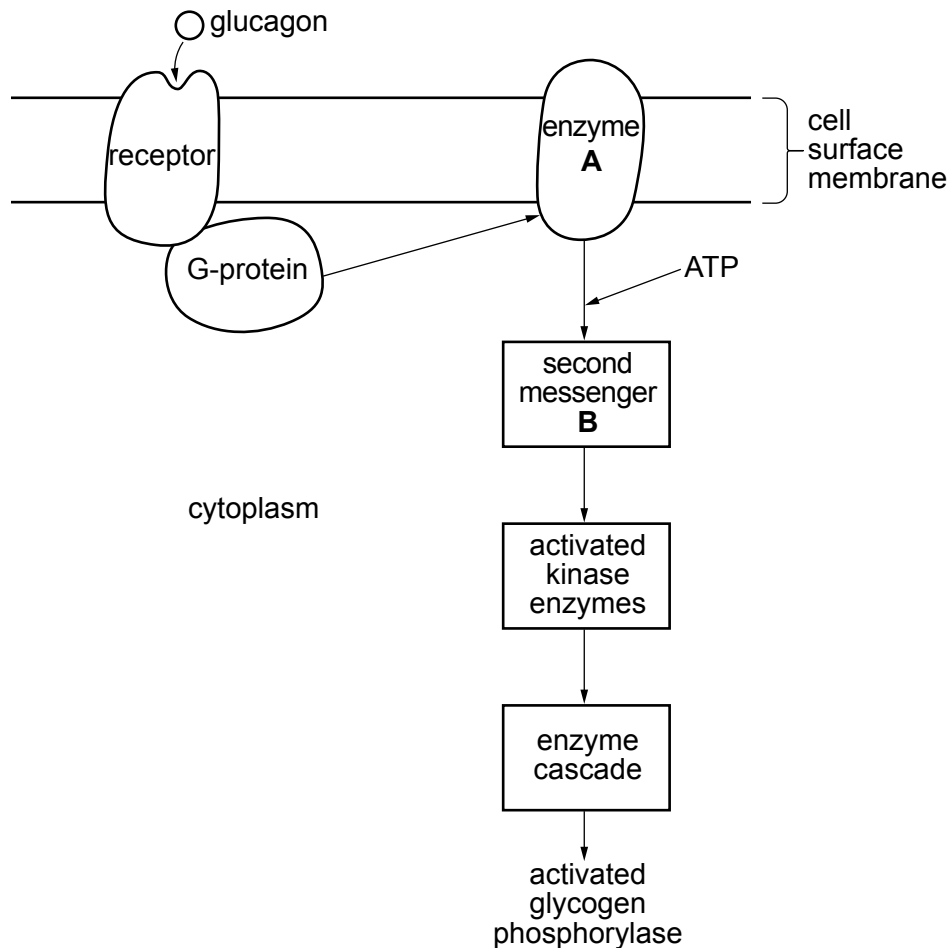 glucagon
receptor
enzyme
A
cell
surface
membrane
G-protein
ATP
second
messenger
B
cytoplasm
activated
kinase
enzymes
enzyme
cascade
activated
glycogen
phosphorylase